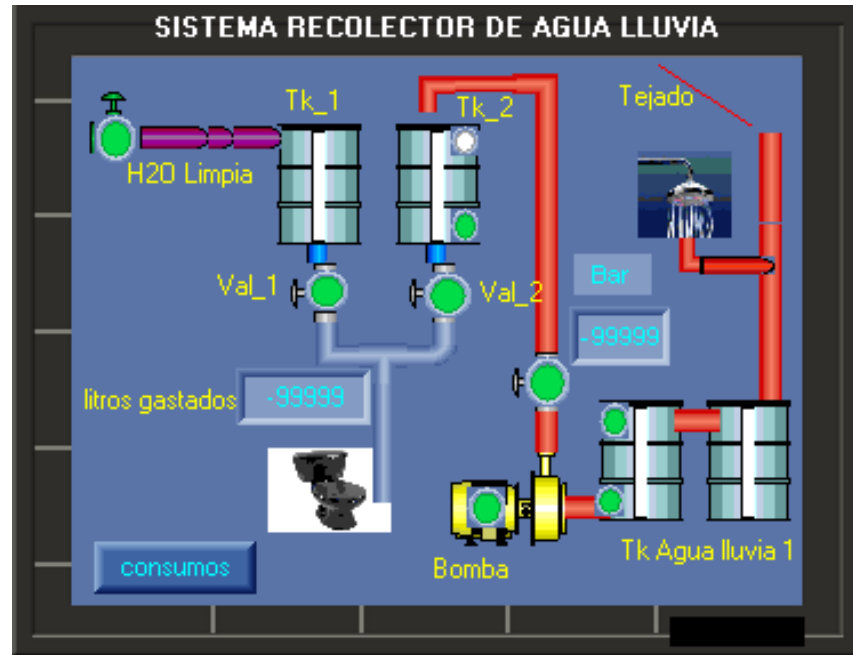 SISTEMA RECOLECTOR DE AGUA LLUVIA
Tk_1
Tk_2
Tejado
H2O Limpia
Val_1
Val_2
Bar
-99999
litros gastados
-99999
consumos
Bomba
Tk Agua lluvia 1